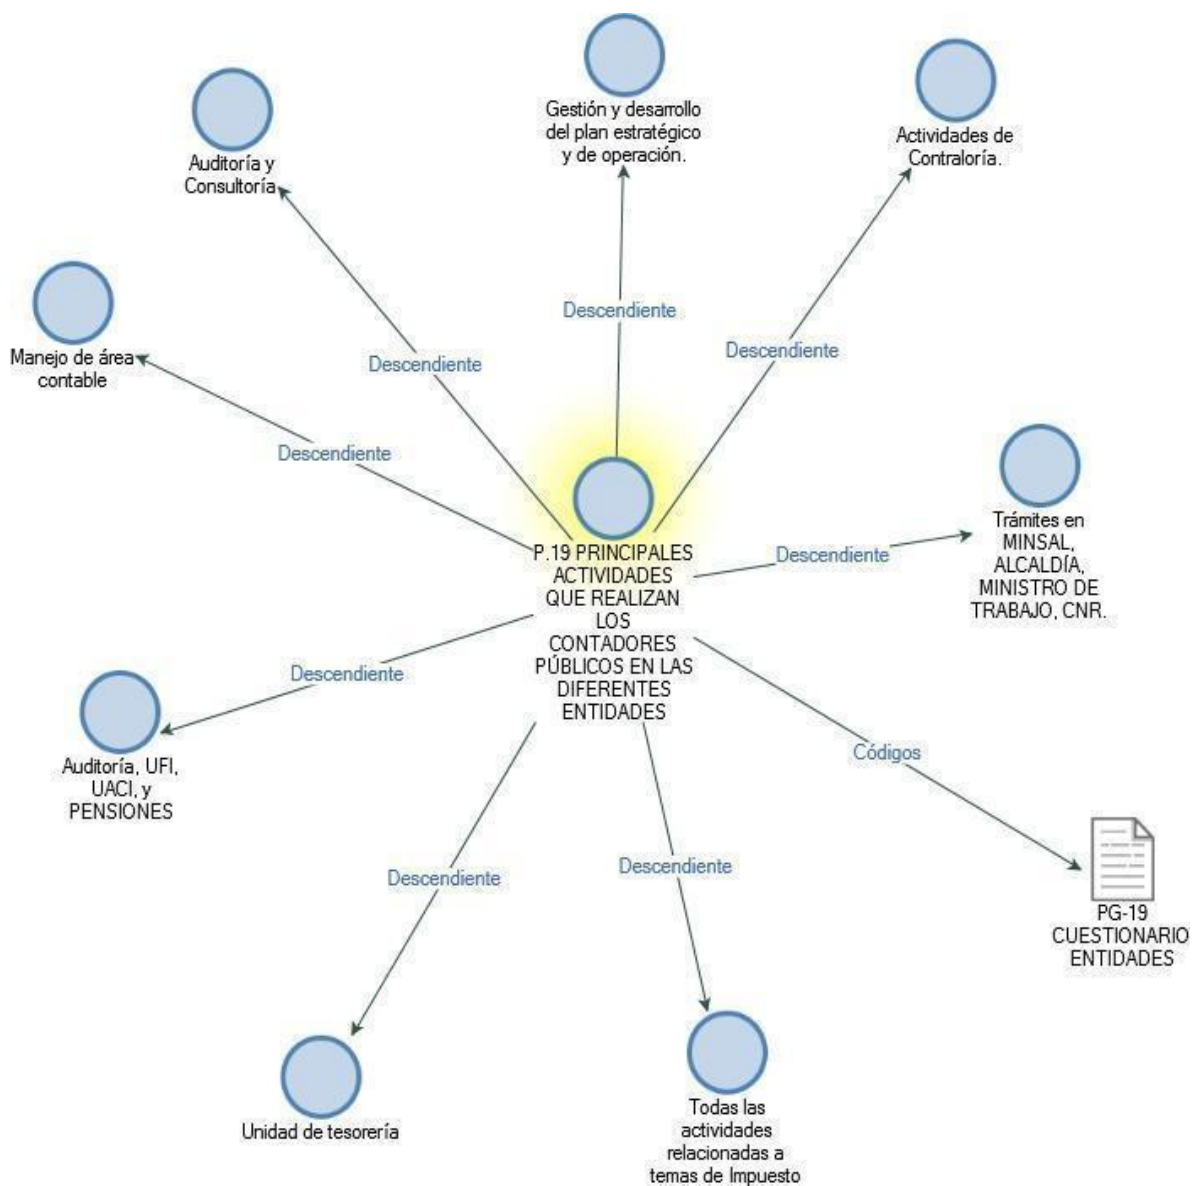 Gestión y desarrollo
del plan estratégico
y de operación.
Actividades de
Contraloría.
Auditoría y
Consultoría
Descendiente
Descendiente
Descendiente
Manejo de área
contable
Descendiente
P.19 PRINCIPALES
ACTIVIDADES
QUE REALIZAN
LOS
CONTADORES
PÚBLICOS EN LAS
DIFERENTES
ENTIDADES
Descendiente
Trámites en
MINSAL,
ALCALDÍA,
MINISTRO DE
TRABAJO, CNR.
Descendiente
Auditoría, UFI,
UACI, y
PENSIONES
Códigos
PG-19
CUESTIONARIO
ENTIDADES
Descendiente
Descendiente
Unidad de tesorería
Todas las
actividades
relacionadas a
temas de Impuesto